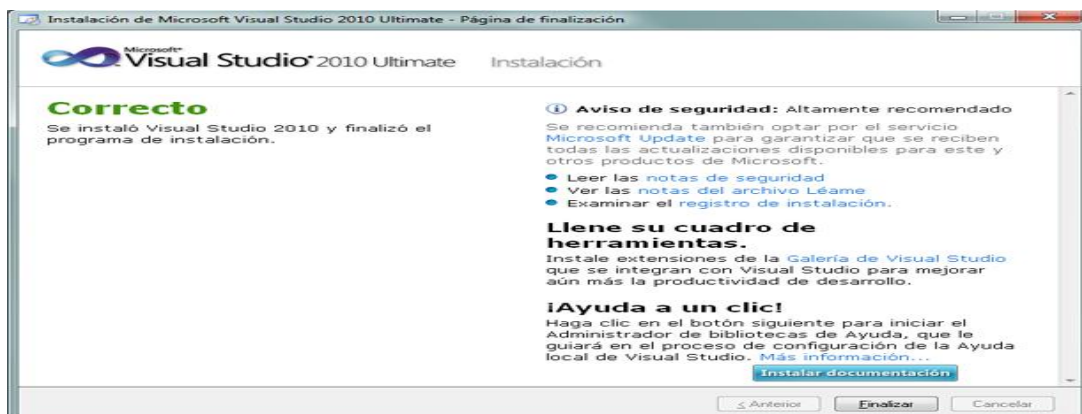 Instalación de Microsoft Visual Studio 2010 Ultimate - Página de finalización
Microsoft
Visual Studio 2010 Ultimate Instalación
Correcto
Se instaló Visual Studio 2010 y finalizó el
programa de instalación.
Aviso de seguridad: Altamente recomendado
Se recomienda también optar por el servicio
Microsoft Update para garantizar que se reciben
todas las actualizaciones disponibles para este y
otros productos de Microsoft.
Leer las notas de seguridad
Ver las notas del archivo Léame
Examinar el registro de instalación.
Llene su cuadro de
herramientas.
Instale extensiones de la Galería de Visual Studio
que se integran con Visual Studio para mejorar
aún más la productividad de desarrollo.
¡Ayuda a un clic!
Haga clic en el botón siguiente para iniciar el
Administrador de bibliotecas de Ayuda, que le
guiará en el proceso de configuración de la Ayuda
local de Visual Studio. Más información...
Instalar documentación
< Anterior Finalizar Cancelar